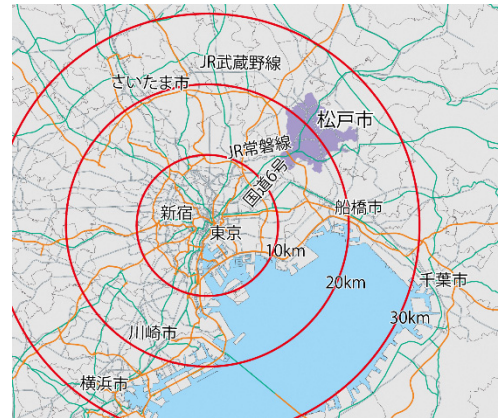 JR武蔵野線
さいたま市
松戸市
JR常磐線
国道6号
新宿
東京
船橋市
10km
20km
千葉市
30km
川崎市
横浜市